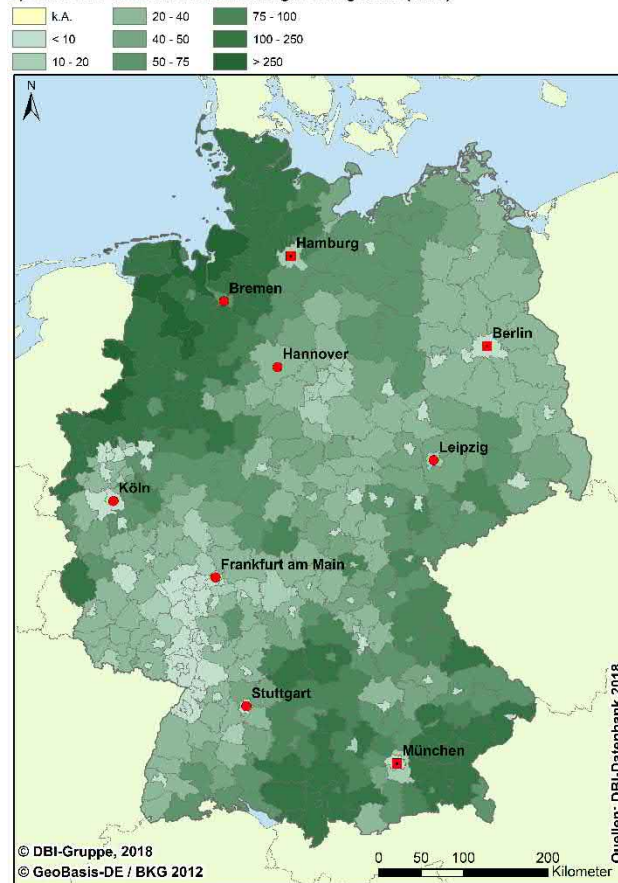 k.A.
20 - 40
75 - 100
< 10
40 - 50
100 - 250
10 - 20
50 - 75
> 250
N
Hamburg
Bremen
Berlin
Hannover
Leipzig
Köln
Frankfurt am Main
Stuttgart
München
Quellen: DBI-Datenbank 2018
© DBI-Gruppe, 2018
© GeoBasis-DE / BKG 2012
0 50 100 200
Kilometer